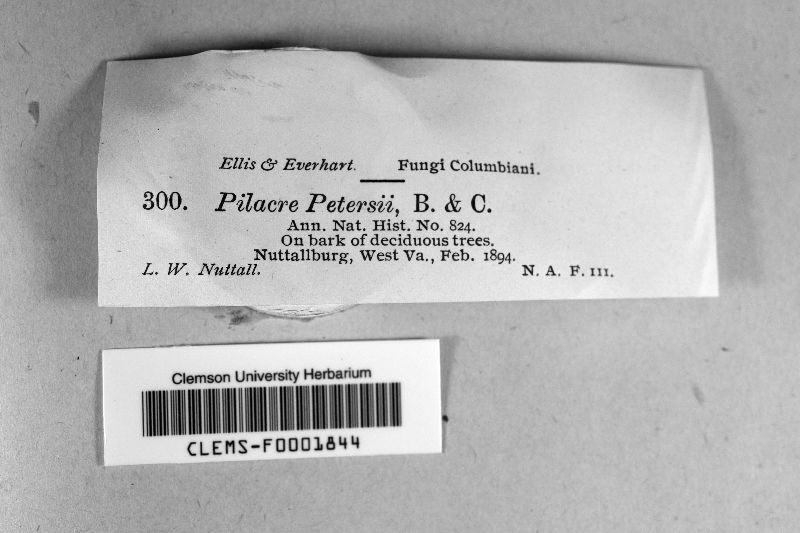 Ellis & Everhart. Fungi Columbiani.
300. Pilacre Petersii, B. & C.
Ann. Nat. Hist. No. 824.
On bark of deciduous trees.
Nuttallburg, West Va., Feb. 1894.
L. W. Nuttall. N. A. F. III.
Clemson University Herbarium
CLEMS-F0001844